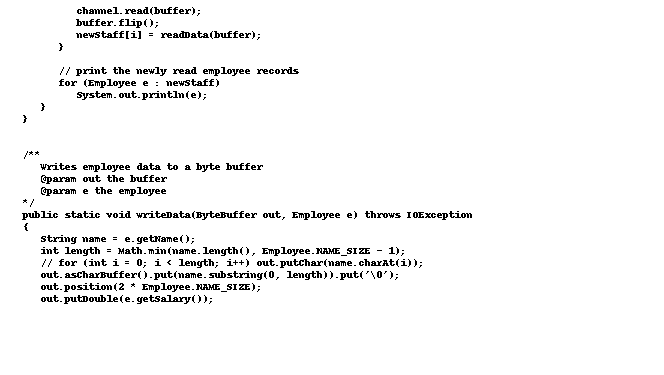 channel.read(buffer);
buffer.flip();
newStaff[i] = readData(buffer);
}
// print the newly read employee records
for (Employee e : newStaff)
System.out.println(e);
}
}
/**
Writes employee data to a byte buffer
@param out the buffer
@param e the employee
*/
public static void writeData(ByteBuffer out, Employee e) throws IOException
{
String name = e.getName();
int length = Math.min(name.length(), Employee.NAME_SIZE - 1);
// for (int i = 0; i < length; i++) out.putChar(name.charAt(i));
out.asCharBuffer().put(name.substring(0, length)).put('\0');
out.position(2 * Employee.NAME_SIZE);
out.putDouble(e.getSalary());